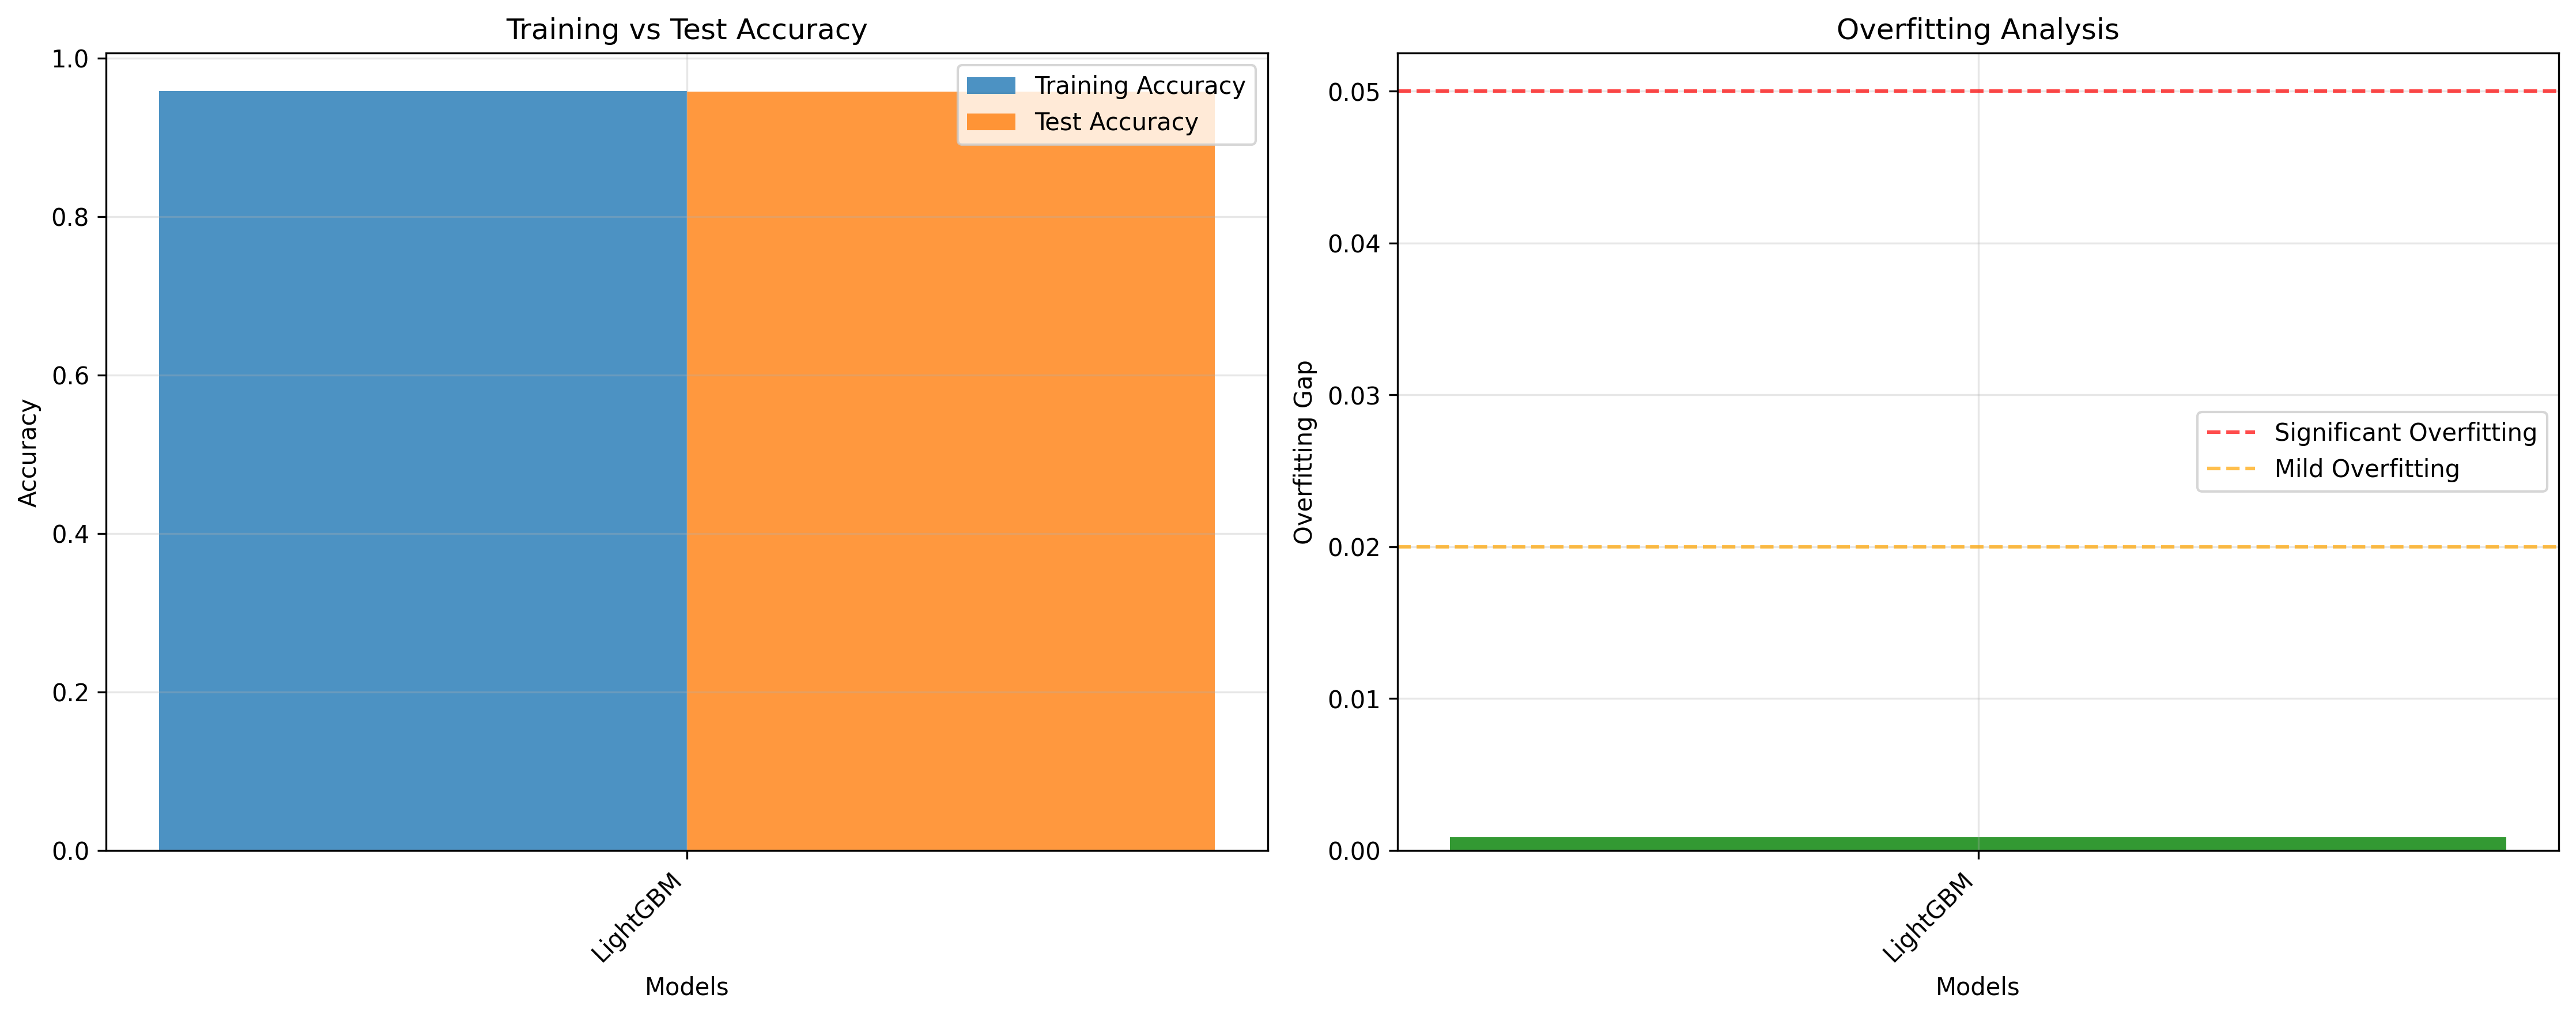 Training vs Test Accuracy
1.0
0.8
0.6
0.4
0.2
0.0
Accuracy
Training Accuracy
Test Accuracy
LightGBM
Models
Overfitting Analysis
0.05
0.04
0.03
0.02
0.01
0.00
Overfitting Gap
Significant Overfitting
Mild Overfitting
LightGBM
Models